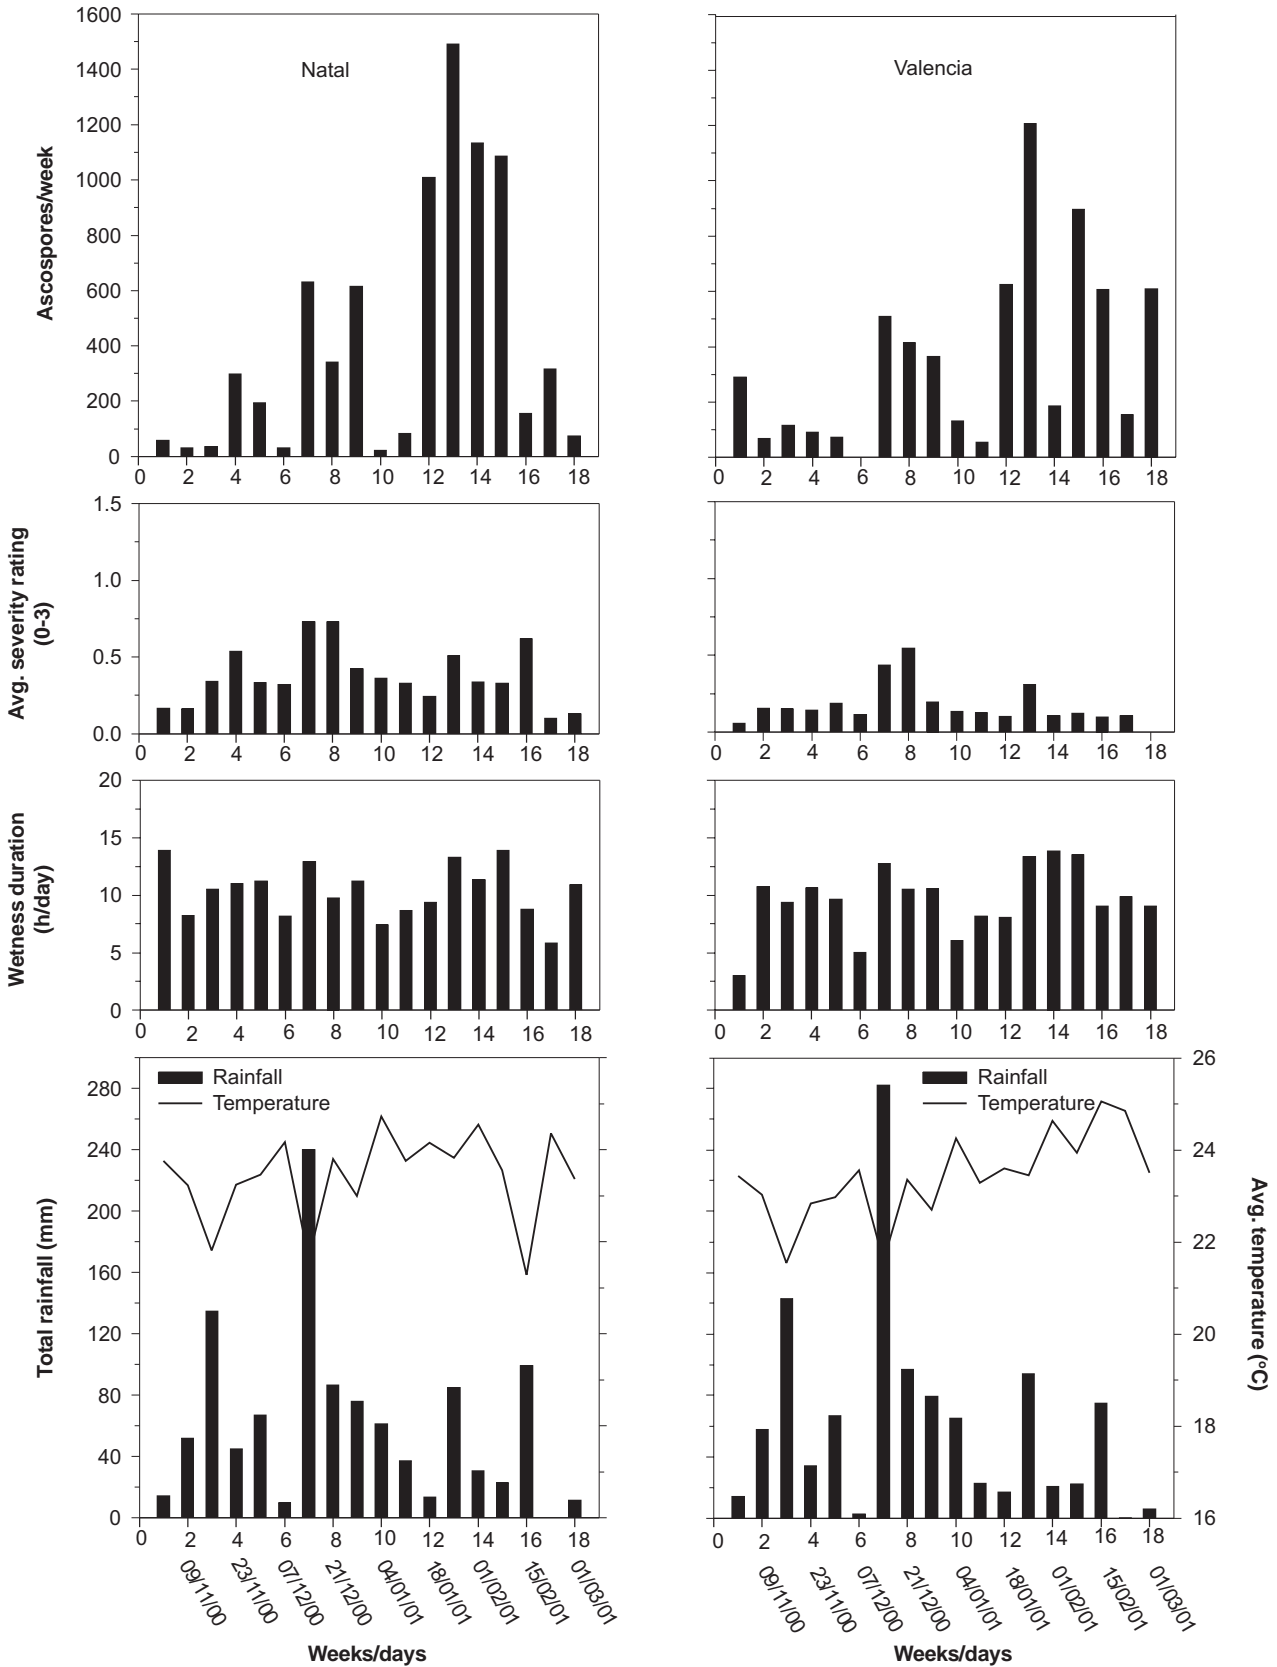 Natal
Ascospores/week
1600
1400
1200
1000
800
600
400
200
0
0 2 4 6 8 10 12 14 16 18
Valencia
0 2 4 6 8 10 12 14 16 18
Avg. severity rating
(0-3)
1.5
1.0
0.5
0.0
0 2 4 6 8 10 12 14 16 18
0 2 4 6 8 10 12 14 16 18
Wetness duration
(h/day)
20
15
10
5
0
0 2 4 6 8 10 12 14 16 18
0 2 4 6 8 10 12 14 16 18
Total rainfall (mm)
280
240
200
160
120
80
40
0
Rainfall
Temperature
0 2 4 6 8 10 12 14 16 18
09/11/00 23/11/00 07/12/00 21/12/00 04/01/01 18/01/01 01/02/01 15/02/01 01/03/01
Weeks/days
Rainfall
Temperature
26
24
22
20
18
16
Avg. temperature (°C)
0 2 4 6 8 10 12 14 16 18
09/11/00 23/11/00 07/12/00 21/12/00 04/01/01 18/01/01 01/02/01 15/02/01 01/03/01
Weeks/days